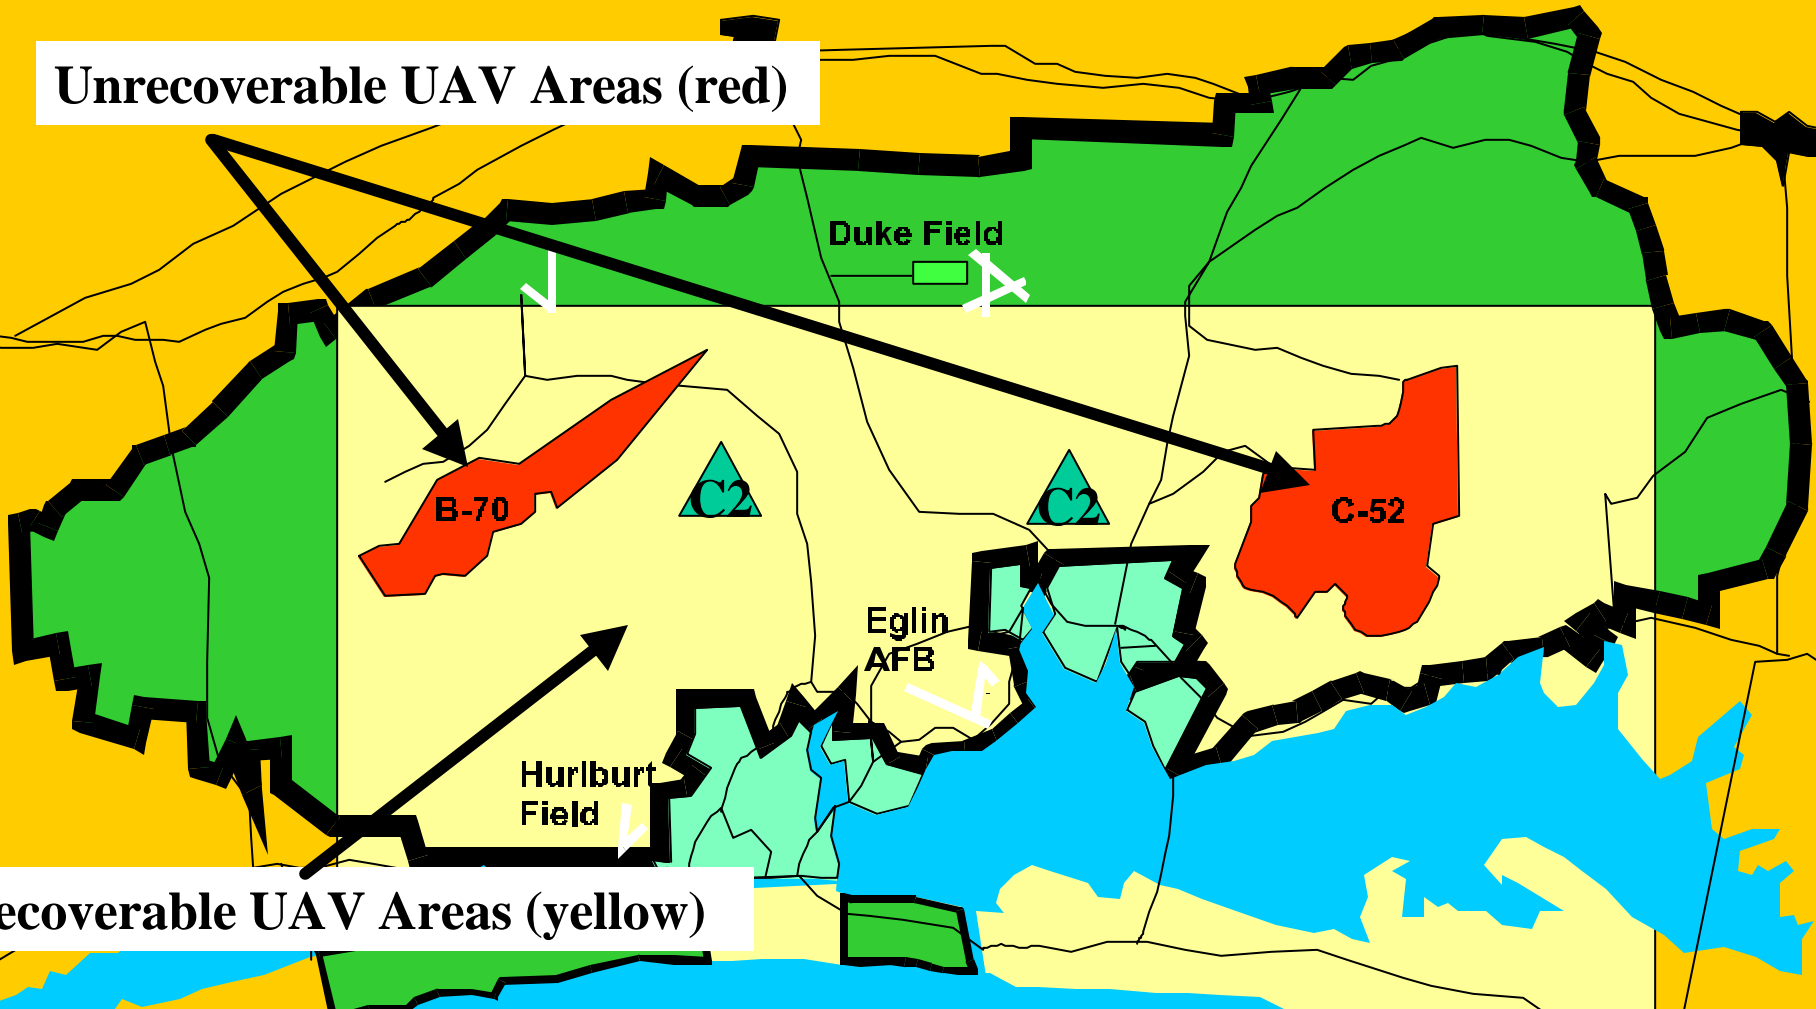 Unrecoverable UAV Areas (red)
Duke Field
B-70
C2
C2
C-52
Eglin
AFB
Hurlburt
Field
ecoverable UAV Areas (yellow)